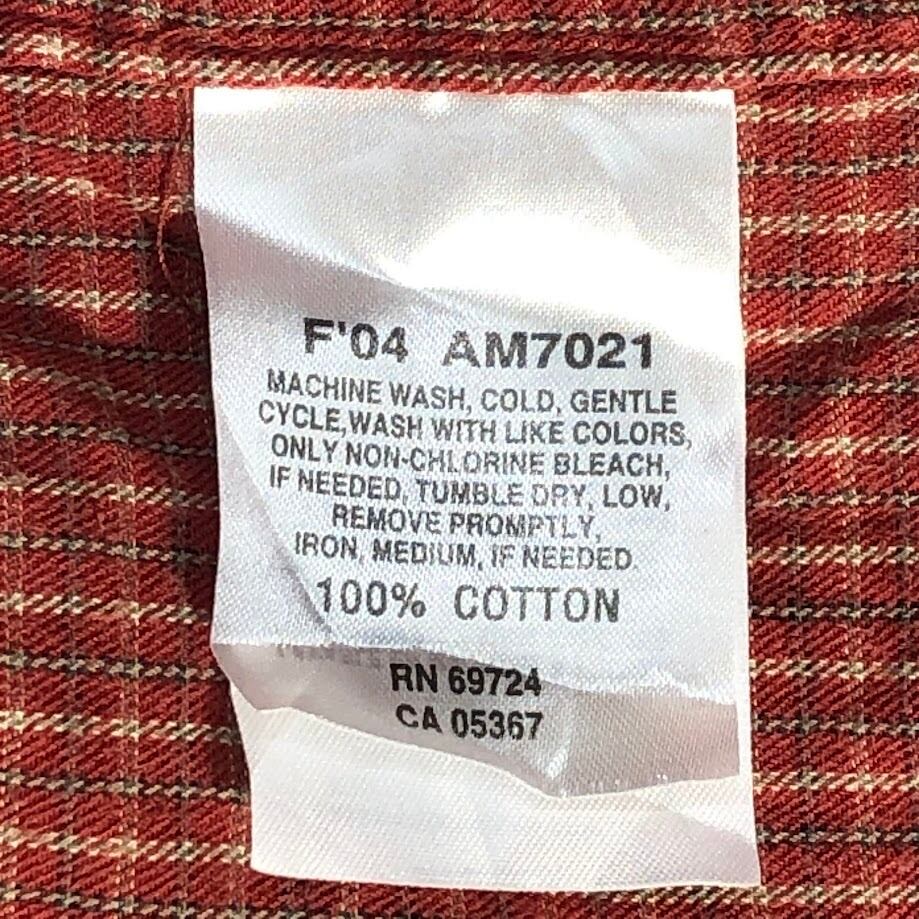 F'04 AM7021
MACHINE WASH, COLD, GENTLE
CYCLE,WASH WITH LIKE COLORS,
ONLY NON-CHLORINE BLEACH,
IF NEEDED, TUMBLE DRY, LOW,
REMOVE PROMPTLY,
IRON, MEDIUM, IF NEEDED.
100% COTTON
RN 69724
CA 05367